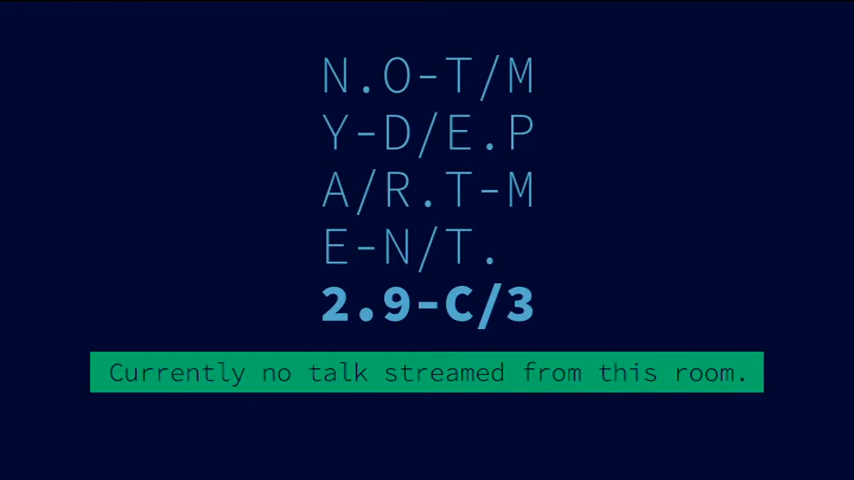 N.O-T/M
Y-D/E.P
A/R.T-M
E-N/T.
2.9-C/3
Currently no talk streamed from this room.